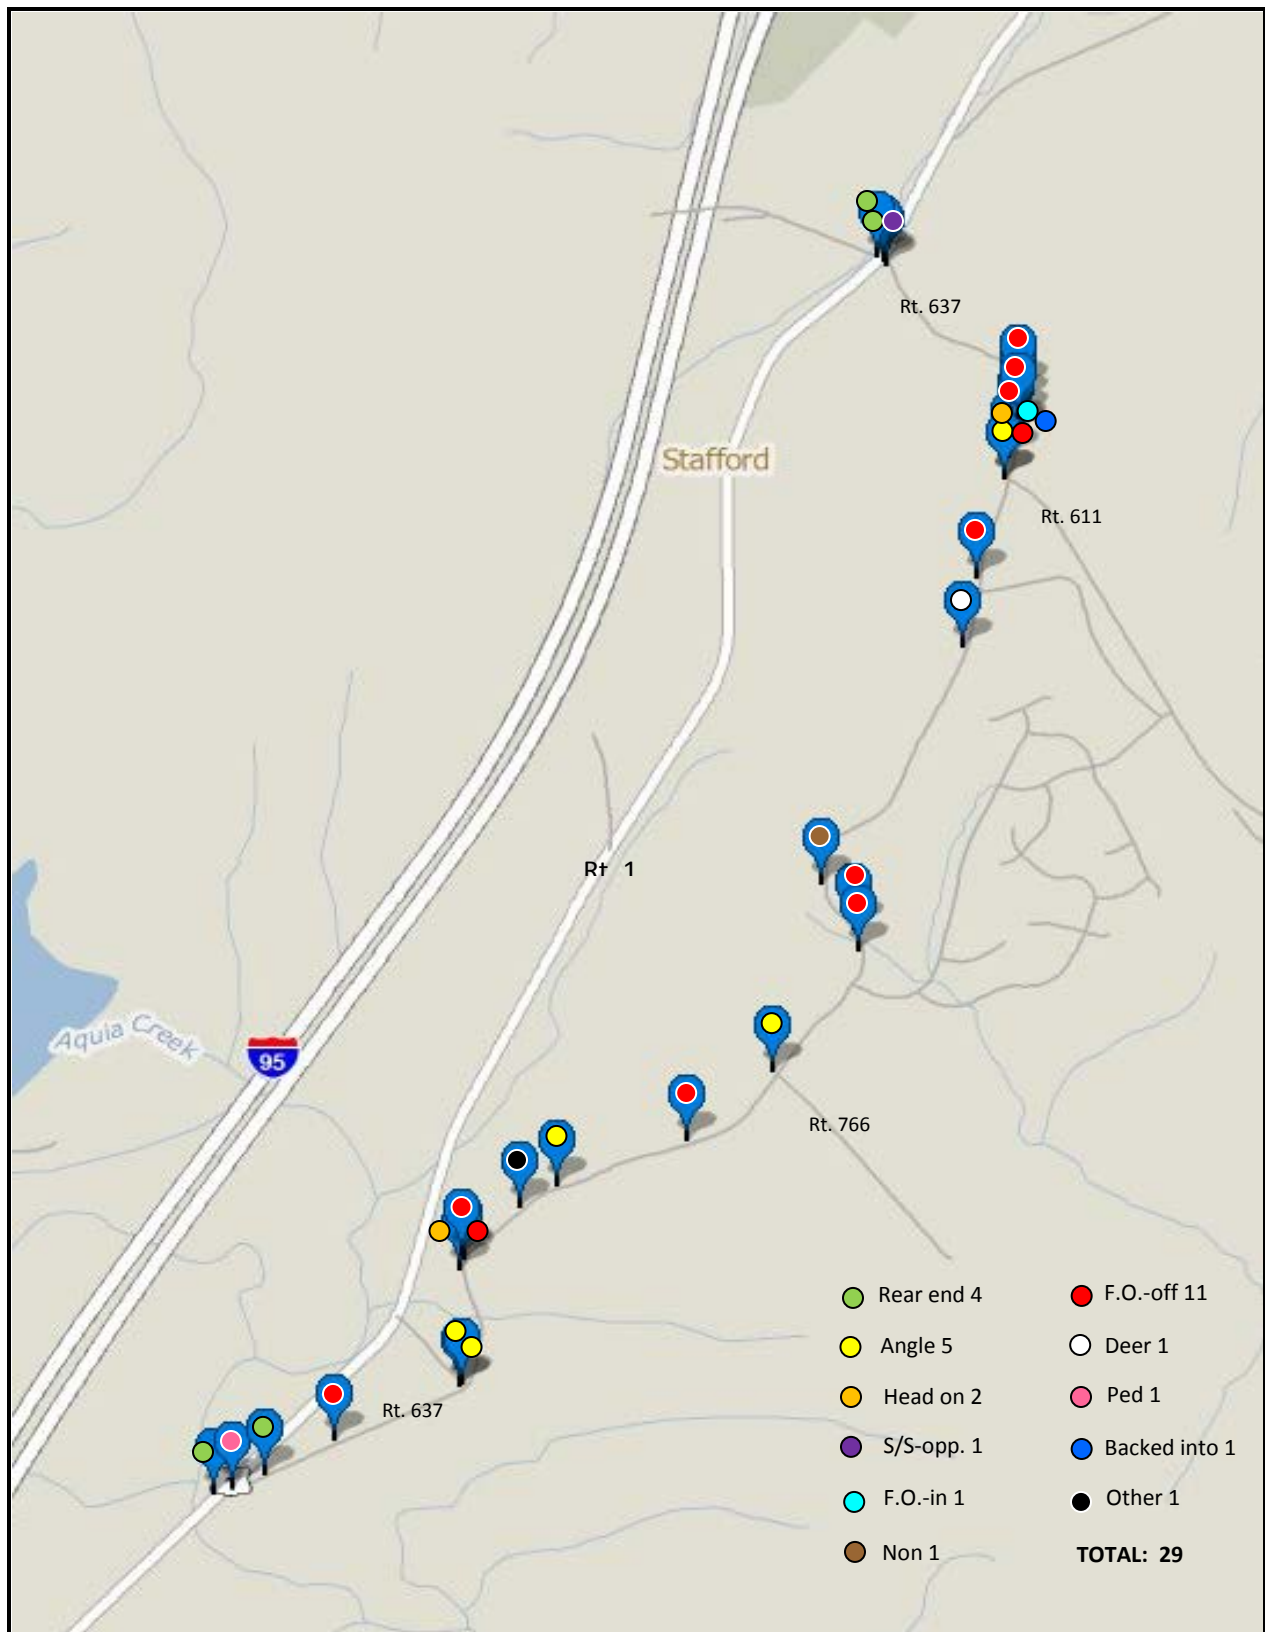 Rt. 637
Stafford
Rt. 611
Rt 1
Aquia Creek
95
Rt. 766
Rt. 637
Rear end 4
F.O.-off 11
Angle 5
Deer 1
Head on 2
Ped 1
S/S-opp. 1
Backed into 1
F.O.-in 1
Other 1
Non 1
TOTAL: 29